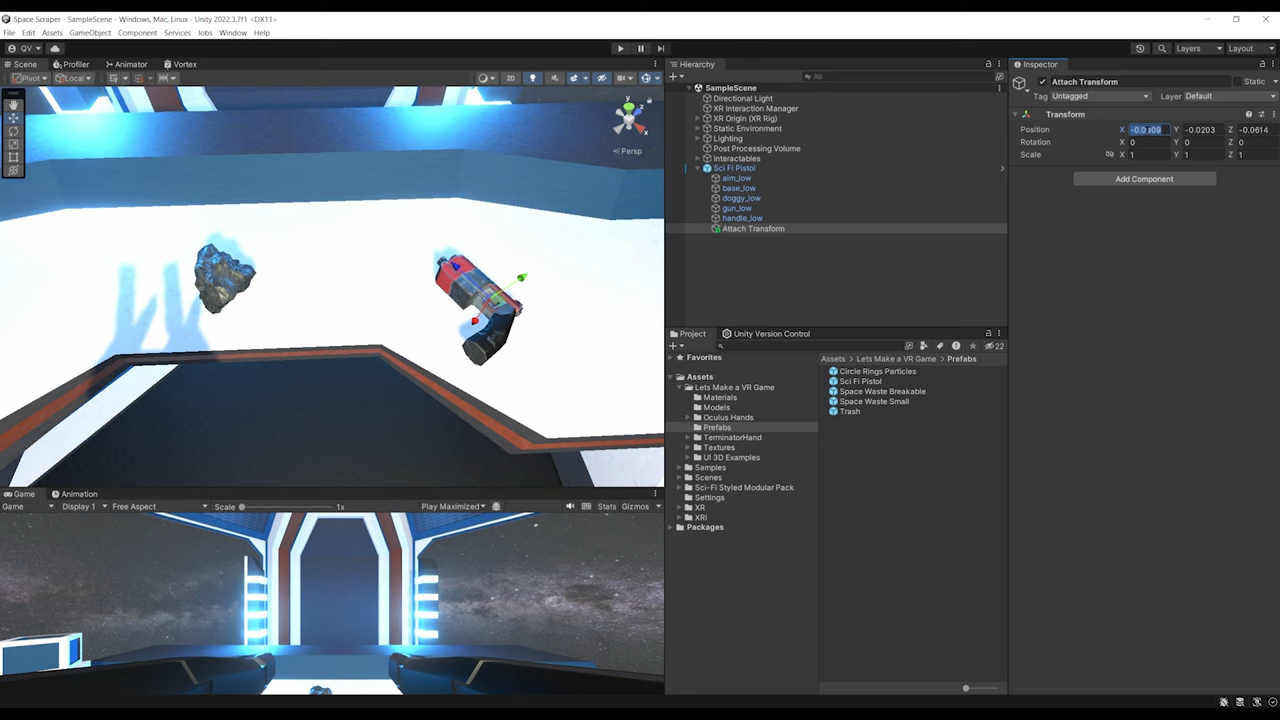 Space Scraper - SampleScene - Windows, Mac, Linux - Unity 2022.3.7f1 <DX11>
File Edit Assets GameObject Component Services Jobs Window Help
QV Layers Layout
Scene Profiler Animator Vortex
Pivot Local 2D
y
z
x
Persp
Hierarchy
All
SampleScene
Directional Light
XR Interaction Manager
XR Origin (XR Rig)
Static Environment
Lighting
Post Processing Volume
Interactables
Sci Fi Pistol
aim_low
base_low
doggy_low
gun_low
handle_low
Attach Transform
Inspector
Attach Transform Static
Tag Untagged Layer Default
Transform
Position X Y -0.0203 Z -0.0614
Rotation X 0 Y 0 Z 0
Scale X 1 Y 1 Z 1
Add Component
Project Unity Version Control
22
Favorites
Assets
Lets Make a VR Game
Materials
Models
Oculus Hands
Prefabs
TerminatorHand
Textures
UI 3D Examples
Samples
Scenes
Sci-Fi Styled Modular Pack
Settings
XR
XRI
Packages
Assets > Lets Make a VR Game > Prefabs
Circle Rings Particles
Sci Fi Pistol
Space Waste Breakable
Space Waste Small
Trash
Game Animation
Game Display 1 Free Aspect Scale 1x Play Maximized Stats Gizmos